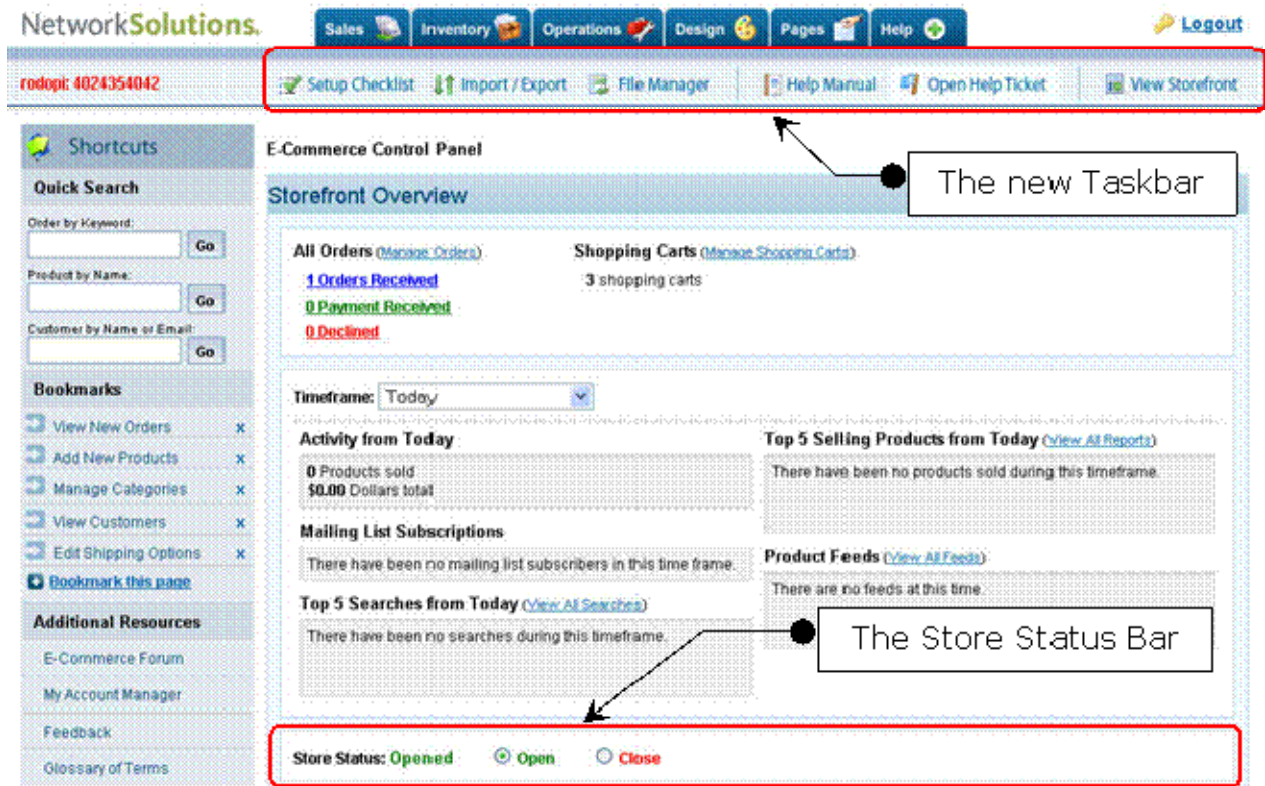 NetworkSolutions.
Sales Inventory Operations Design Pages Help
Logout
rodopi: 4024354042
Setup Checklist Import / Export File Manager Help Manual Open Help Ticket View Storefront
Shortcuts
Quick Search
Order by Keyword:
Go
Product by Name:
Go
Customer by Name or Email:
Go
Bookmarks
View New Orders x
Add New Products x
Manage Categories x
View Customers x
Edit Shipping Options x
Bookmark this page
Additional Resources
E-Commerce Forum
My Account Manager
Feedback
Glossary of Terms
E-Commerce Control Panel
The new Taskbar
Storefront Overview
All Orders (Manage Orders)
1 Orders Received
0 Payment Received
0 Declined
Shopping Carts (Manage Shopping Carts)
3 shopping carts
Timeframe: Today
Activity from Today
0 Products sold
$0.00 Dollars total
Mailing List Subscriptions
There have been no mailing list subscribers in this time frame.
Top 5 Searches from Today (View All Searches)
There have been no searches during this timeframe.
Top 5 Selling Products from Today (View All Reports)
There have been no products sold during this timeframe.
Product Feeds (View All Feeds)
There are no feeds at this time.
The Store Status Bar
Store Status: Opened Open Close